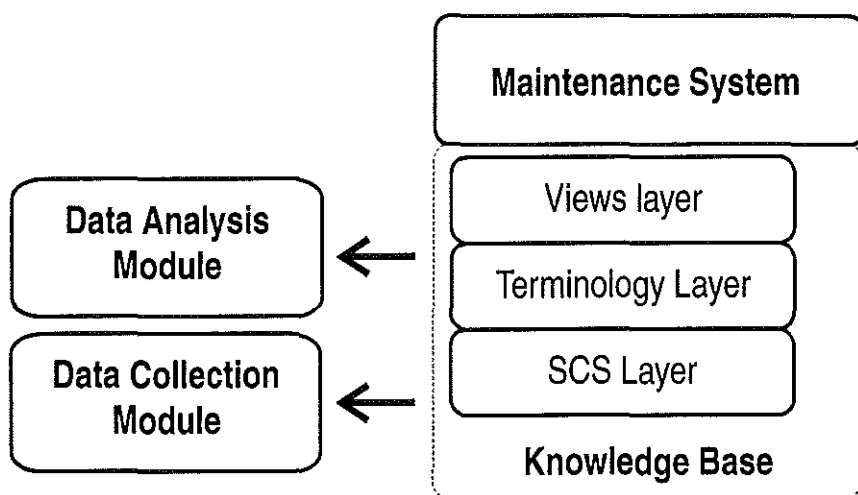 Maintenance System
Views layer
Data Analysis
Module
Terminology Layer
SCS Layer
Data Collection
Module
Knowledge Base